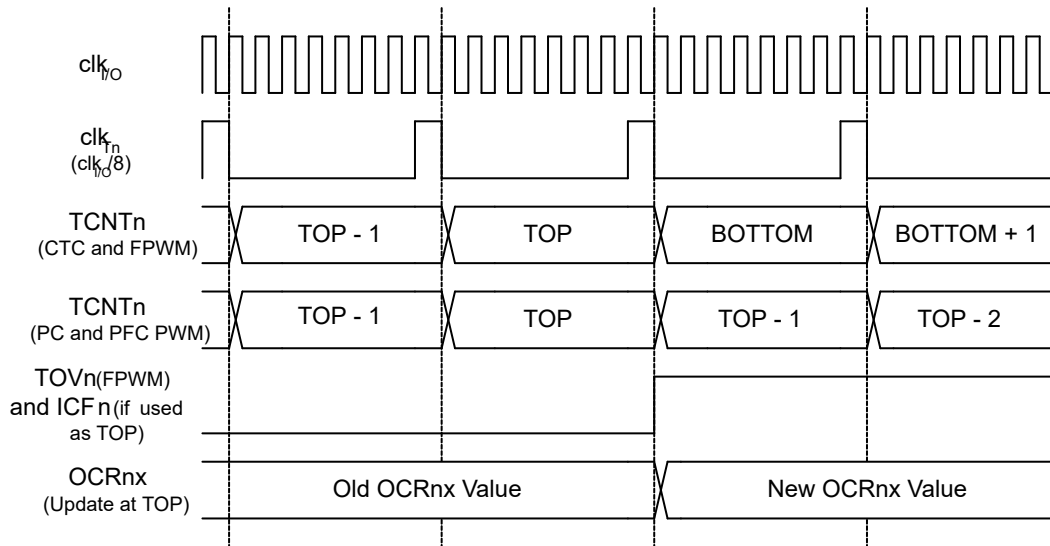 clkI/O
clkTn
(clkI/O/8)
TCNTn
(CTC and FPWM)
TOP - 1
TOP
BOTTOM
BOTTOM + 1
TCNTn
(PC and PFC PWM)
TOP - 1
TOP
TOP - 1
TOP - 2
TOVn(FPWM)
and ICFn(if used
as TOP)
OCRnx
(Update at TOP)
Old OCRnx Value
New OCRnx Value